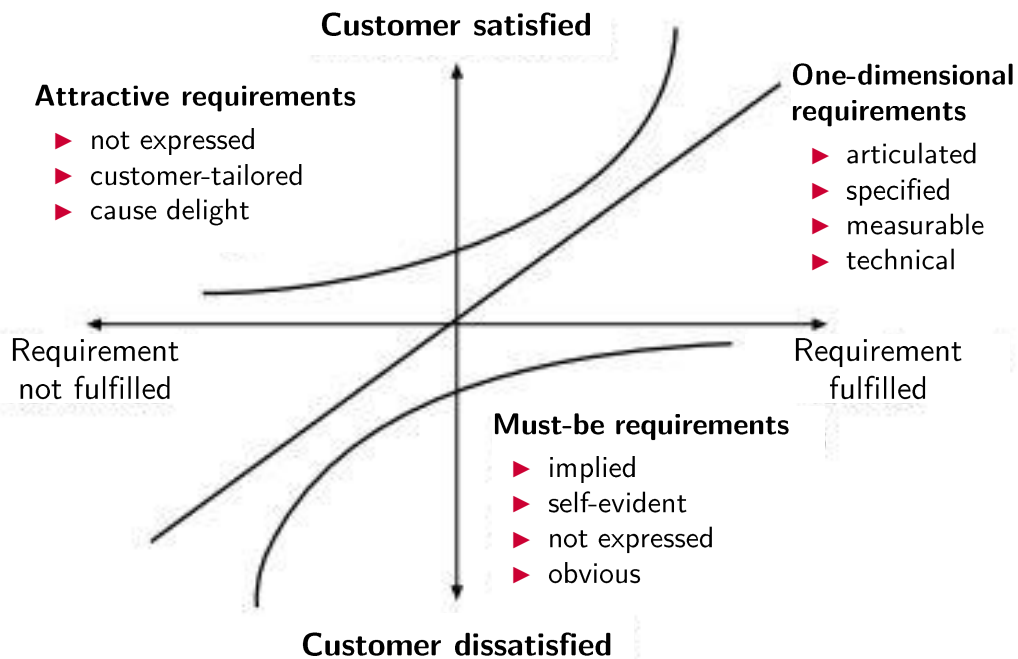 Customer satisfied
Attractive requirements
► not expressed
► customer-tailored
► cause delight
One-dimensional
requirements
► articulated
► specified
► measurable
► technical
Requirement
not fulfilled
Requirement
fulfilled
Must-be requirements
► implied
► self-evident
► not expressed
► obvious
Customer dissatisfied